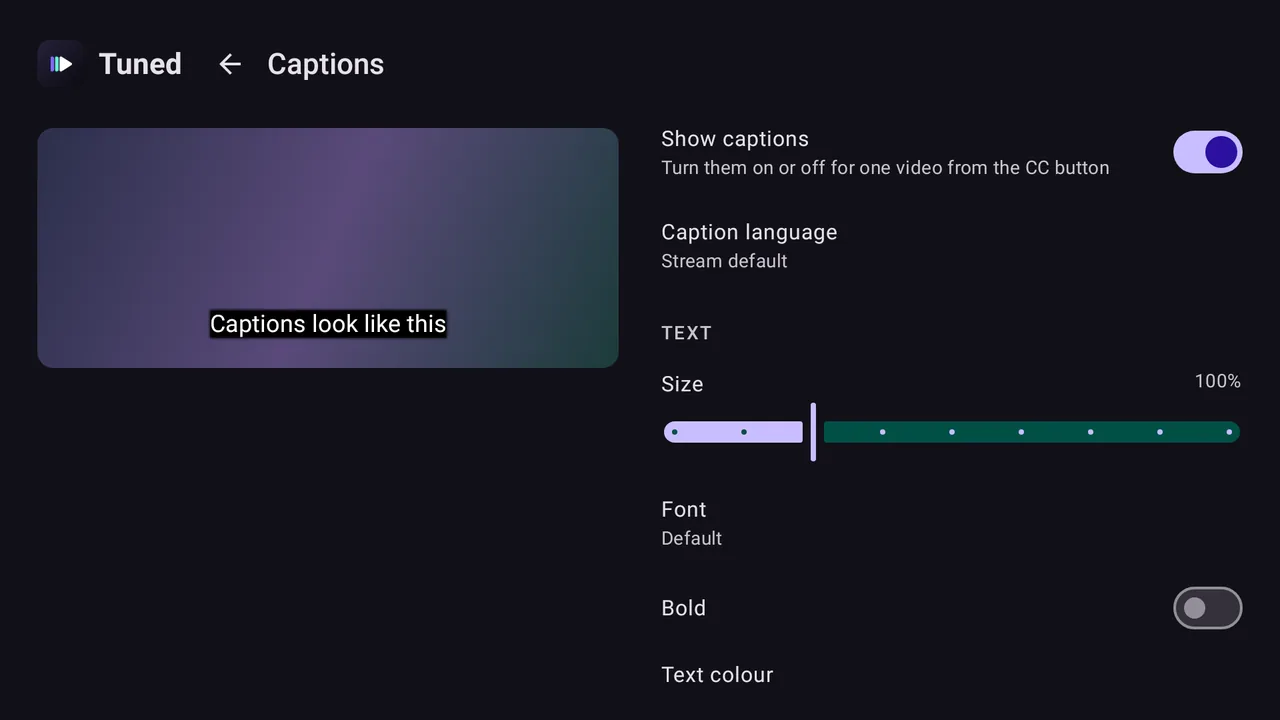 Tuned
Captions
Captions look like this
Show captions
Turn them on or off for one video from the CC button
Caption language
Stream default
TEXT
Size
100%
Font
Default
Bold
Text colour